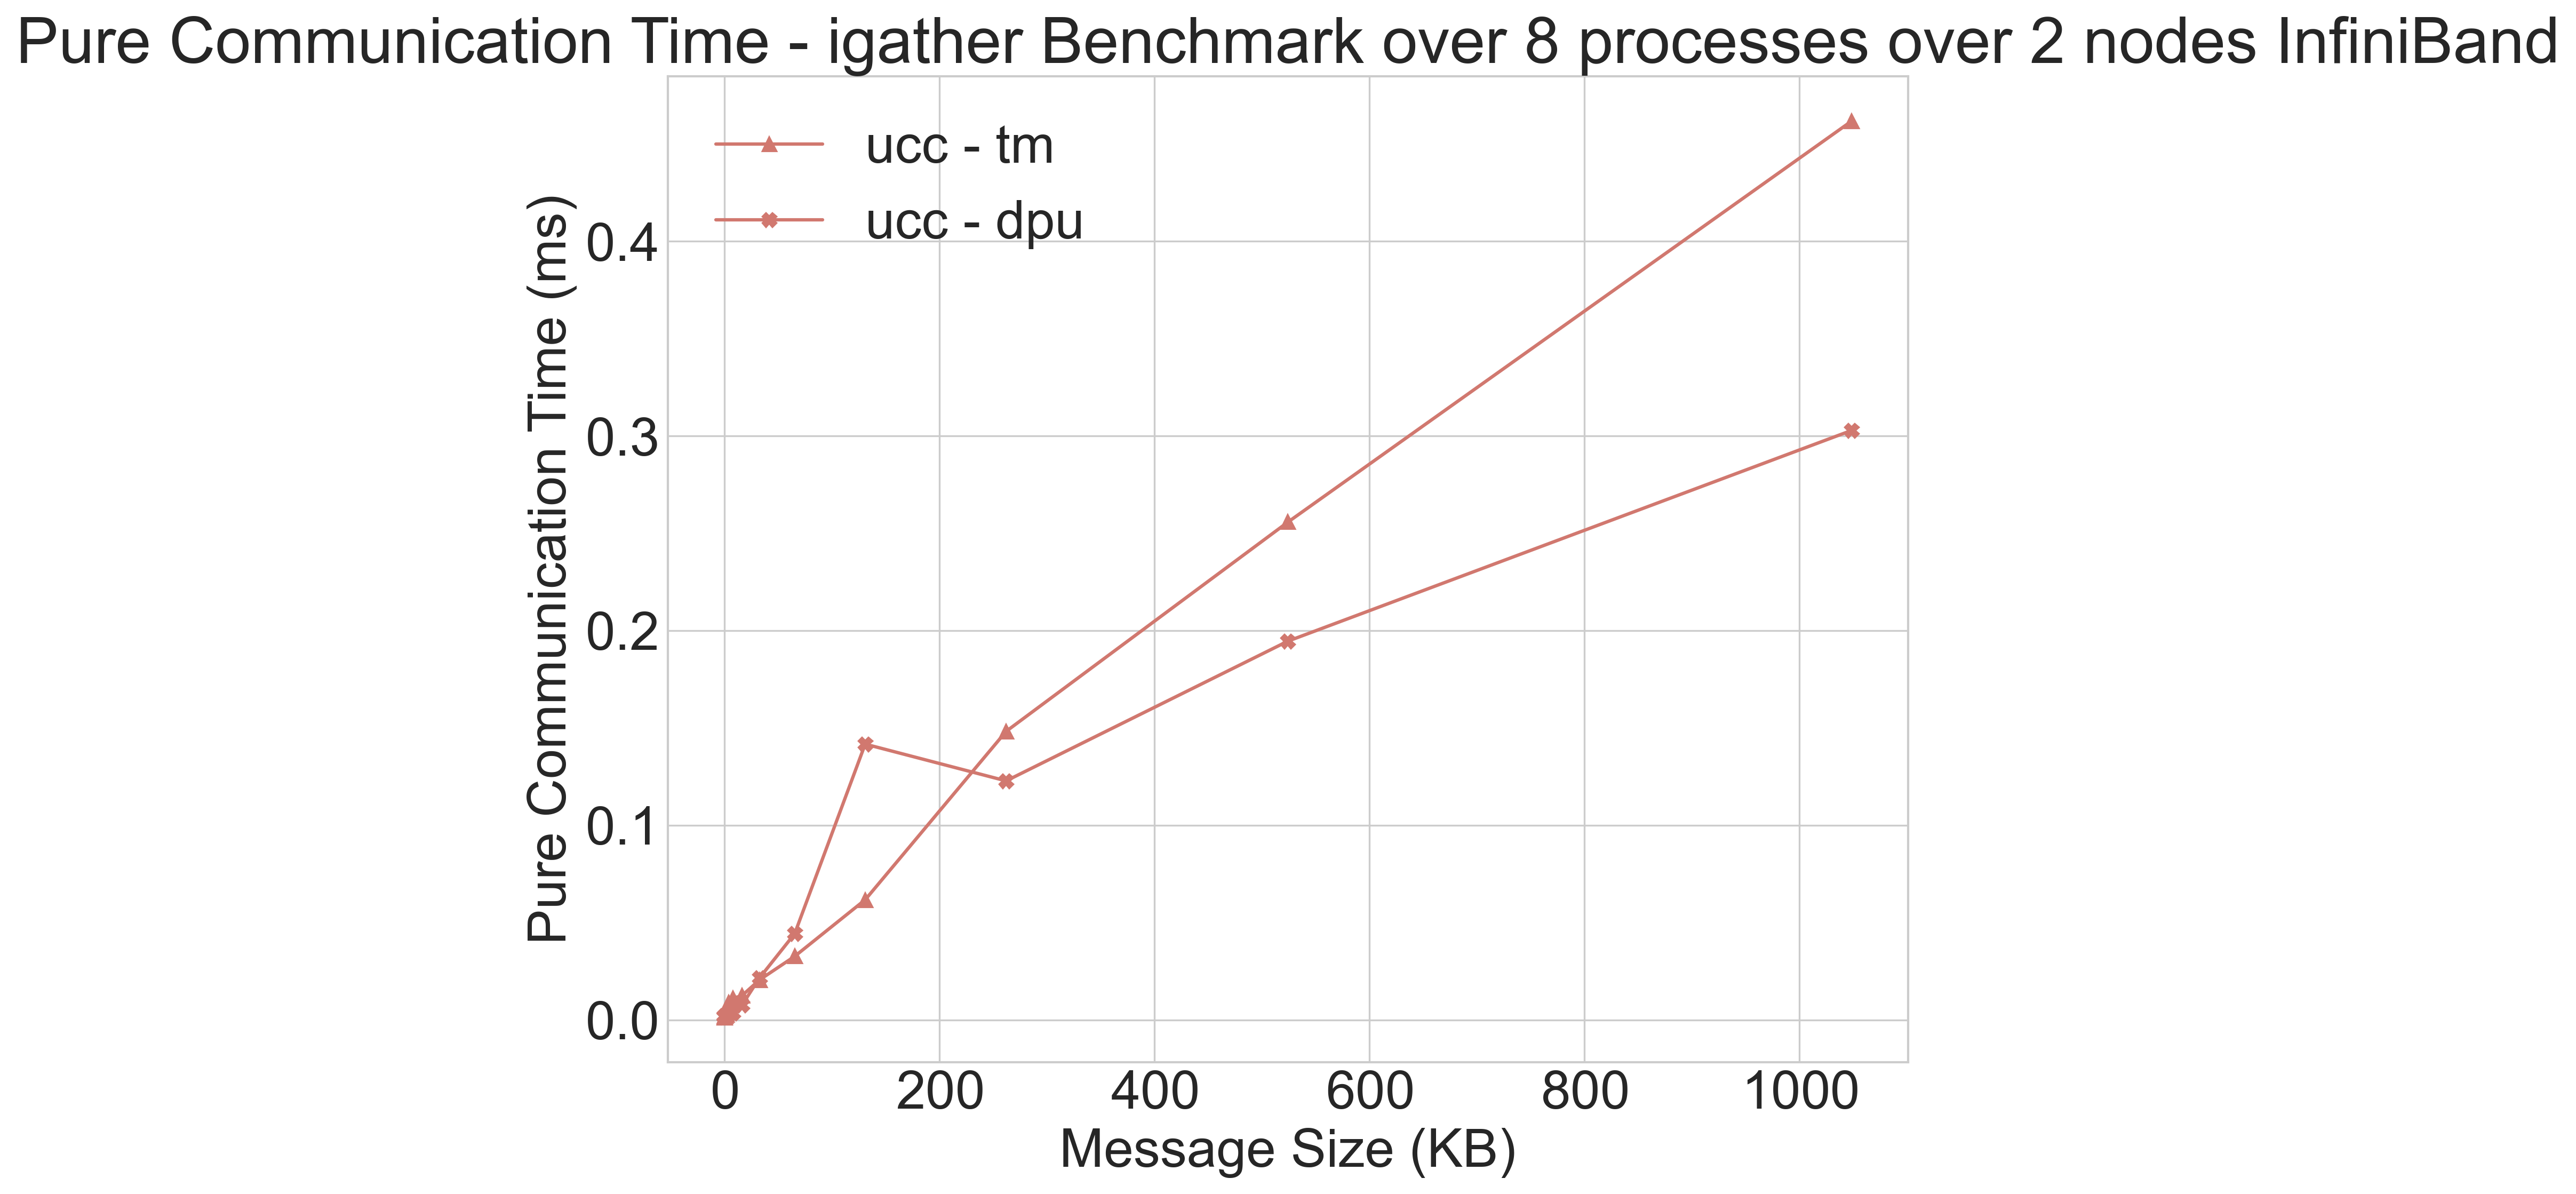 Pure Communication Time - igather Benchmark over 8 processes over 2 nodes InfiniBand
ucc - tm
ucc - dpu
Pure Communication Time (ms)
0.4
0.3
0.2
0.1
0.0
0 200 400 600 800 1000
Message Size (KB)